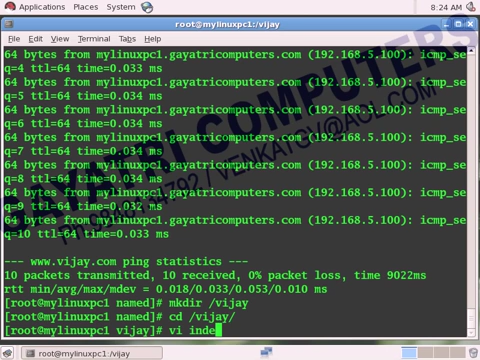 Applications Places System 8:24 AM
root@mylinuxpc1:/vijay
File Edit View Terminal Tabs Help
64 bytes from mylinuxpc1.gayatricomputers.com (192.168.5.100): icmp_se
q=4 ttl=64 time=0.033 ms
64 bytes from mylinuxpc1.gayatricomputers.com (192.168.5.100): icmp_se
q=5 ttl=64 time=0.033 ms
64 bytes from mylinuxpc1.gayatricomputers.com (192.168.5.100): icmp_se
q=6 ttl=64 time=0.033 ms
64 bytes from mylinuxpc1.gayatricomputers.com (192.168.5.100): icmp_se
q=7 ttl=64 time=0.034 ms
64 bytes from mylinuxpc1.gayatricomputers.com (192.168.5.100): icmp_se
q=8 ttl=64 time=0.034 ms
64 bytes from mylinuxpc1.gayatricomputers.com (192.168.5.100): icmp_se
q=9 ttl=64 time=0.032 ms
64 bytes from mylinuxpc1.gayatricomputers.com (192.168.5.100): icmp_se
q=10 ttl=64 time=0.033 ms
--- www.vijay.com ping statistics ---
10 packets transmitted, 10 received, 0% packet loss, time 9022ms
rtt min/avg/max/mdev = 0.018/0.033/0.053/0.010 ms
[root@mylinuxpc1 named]# mkdir /vijay
[root@mylinuxpc1 named]# cd /vijay/
[root@mylinuxpc1 vijay]# vi inde
GAYATRI COMPUTERS
root@mylinuxpc1:/vijay